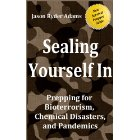 Jason Ryder Adams
Sealing
Yourself In
Prepping for
Bioterrorism,
Chemical Disasters,
and Pandemics